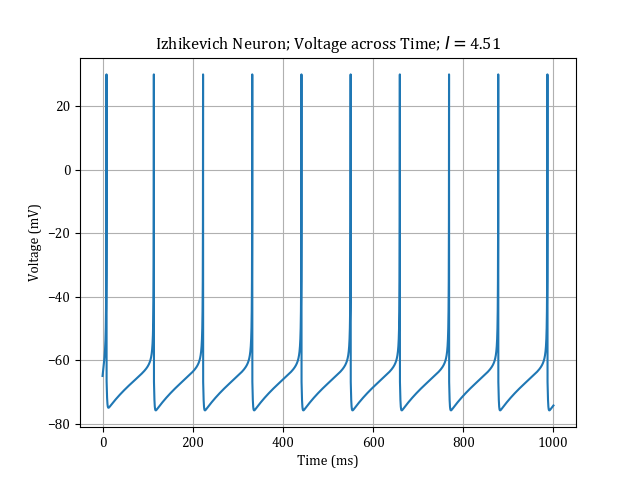 Izhikevich Neuron; Voltage across Time; I = 4.51
20
0
−20
−40
−60
−80
Voltage (mV)
0 200 400 600 800 1000
Time (ms)